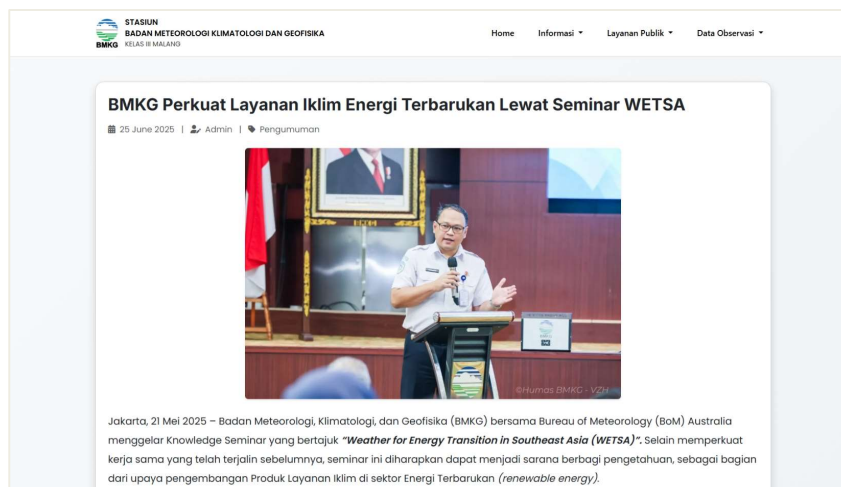 STASIUN
BADAN METEOROLOGI KLIMATOLOGI DAN GEOFISIKA
BMKG KELAS III MALANG
Home Informasi Layanan Publik Data Observasi
BMKG Perkuat Layanan Iklim Energi Terbarukan Lewat Seminar WETSA
25 June 2025 | Admin | Pengumuman
©Humas BMKG - VZH
Jakarta, 21 Mei 2025 – Badan Meteorologi, Klimatologi, dan Geofisika (BMKG) bersama Bureau of Meteorology (BoM) Australia
menggelar Knowledge Seminar yang bertajuk “Weather for Energy Transition in Southeast Asia (WETSA)”. Selain memperkuat
kerja sama yang telah terjalin sebelumnya, seminar ini diharapkan dapat menjadi sarana berbagi pengetahuan, sebagai bagian
dari upaya pengembangan Produk Layanan Iklim di sektor Energi Terbarukan (renewable energy).